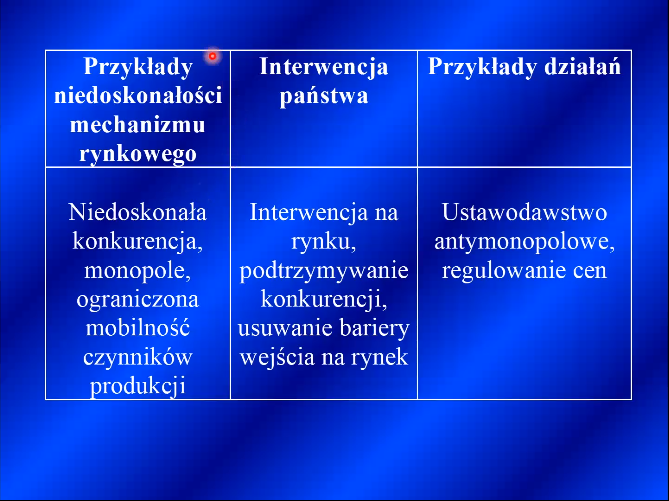 Przykłady
niedoskonałości
mechanizmu
rynkowego
Interwencja
państwa
Przykłady działań
Niedoskonała
konkurencja,
monopole,
ograniczona
mobilność
czynników
produkcji
Interwencja na
rynku,
podtrzymywanie
konkurencji,
usuwanie bariery
wejścia na rynek
Ustawodawstwo
antymonopolowe,
regulowanie cen